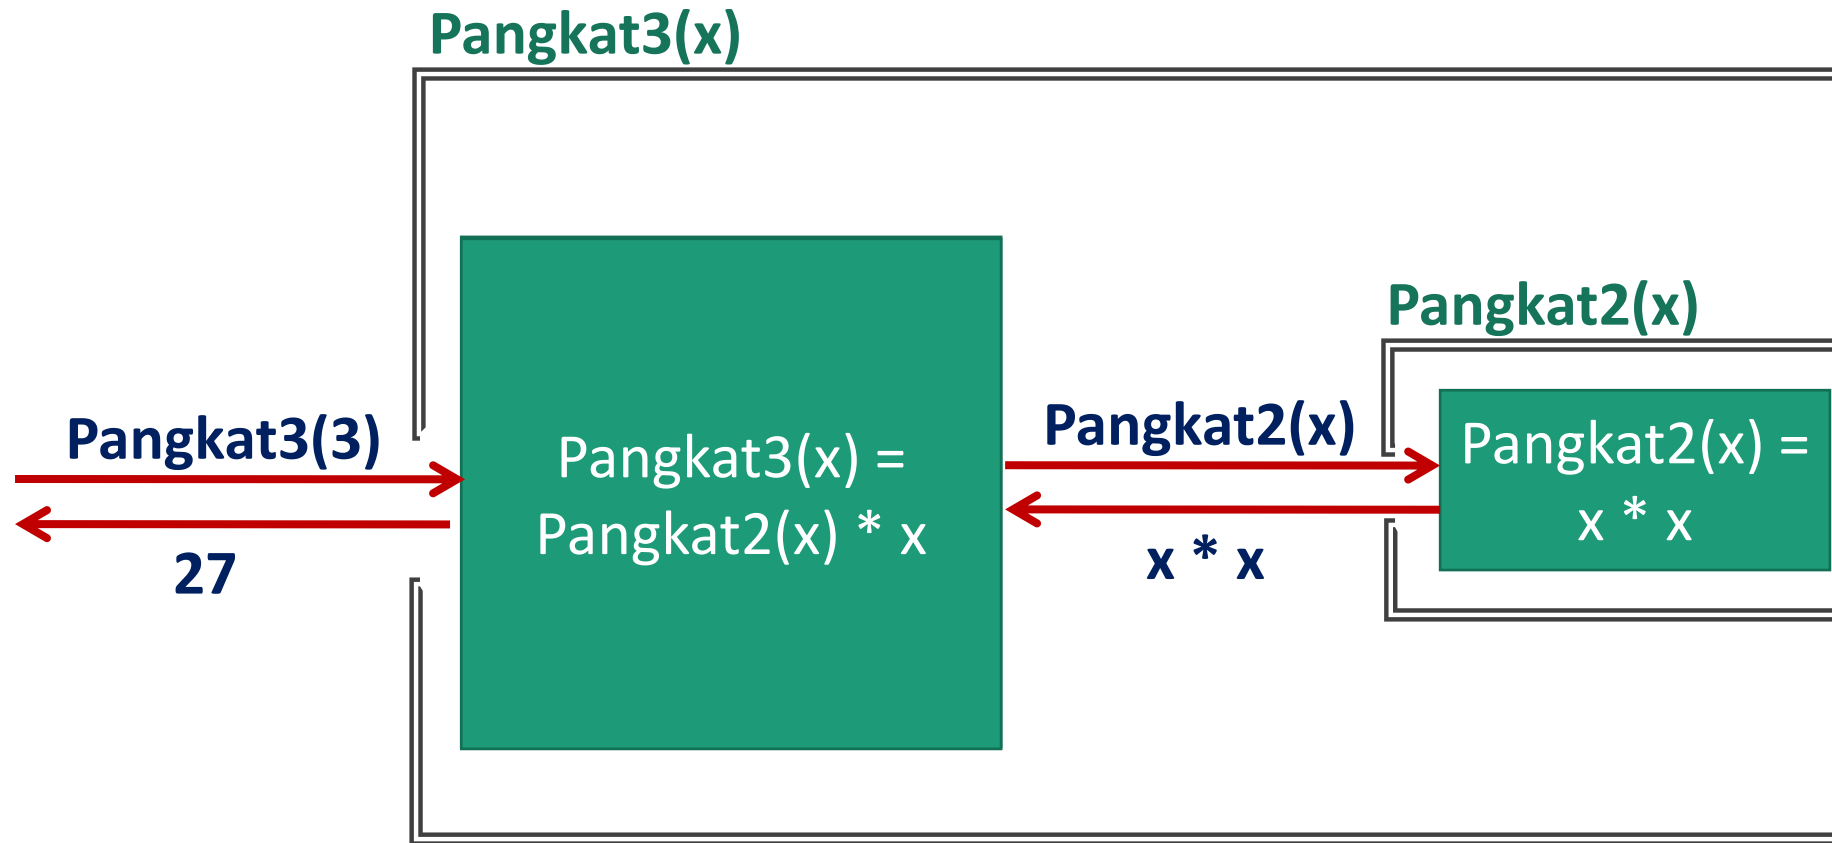 Pangkat3(x)
Pangkat2(x)
Pangkat3(3)
27
Pangkat3(x) =
Pangkat2(x) * x
Pangkat2(x)
x * x
Pangkat2(x) =
x * x